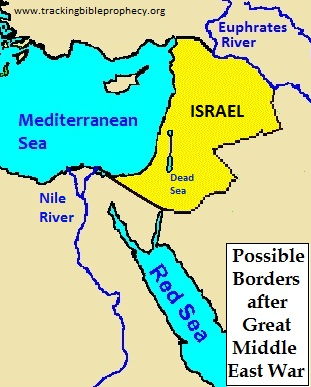 www.trackingbibleprophecy.org
Euphrates
River
Mediterranean
Sea
ISRAEL
Dead
Sea
Nile
River
Red Sea
Possible
Borders
after
Great
Middle
East War